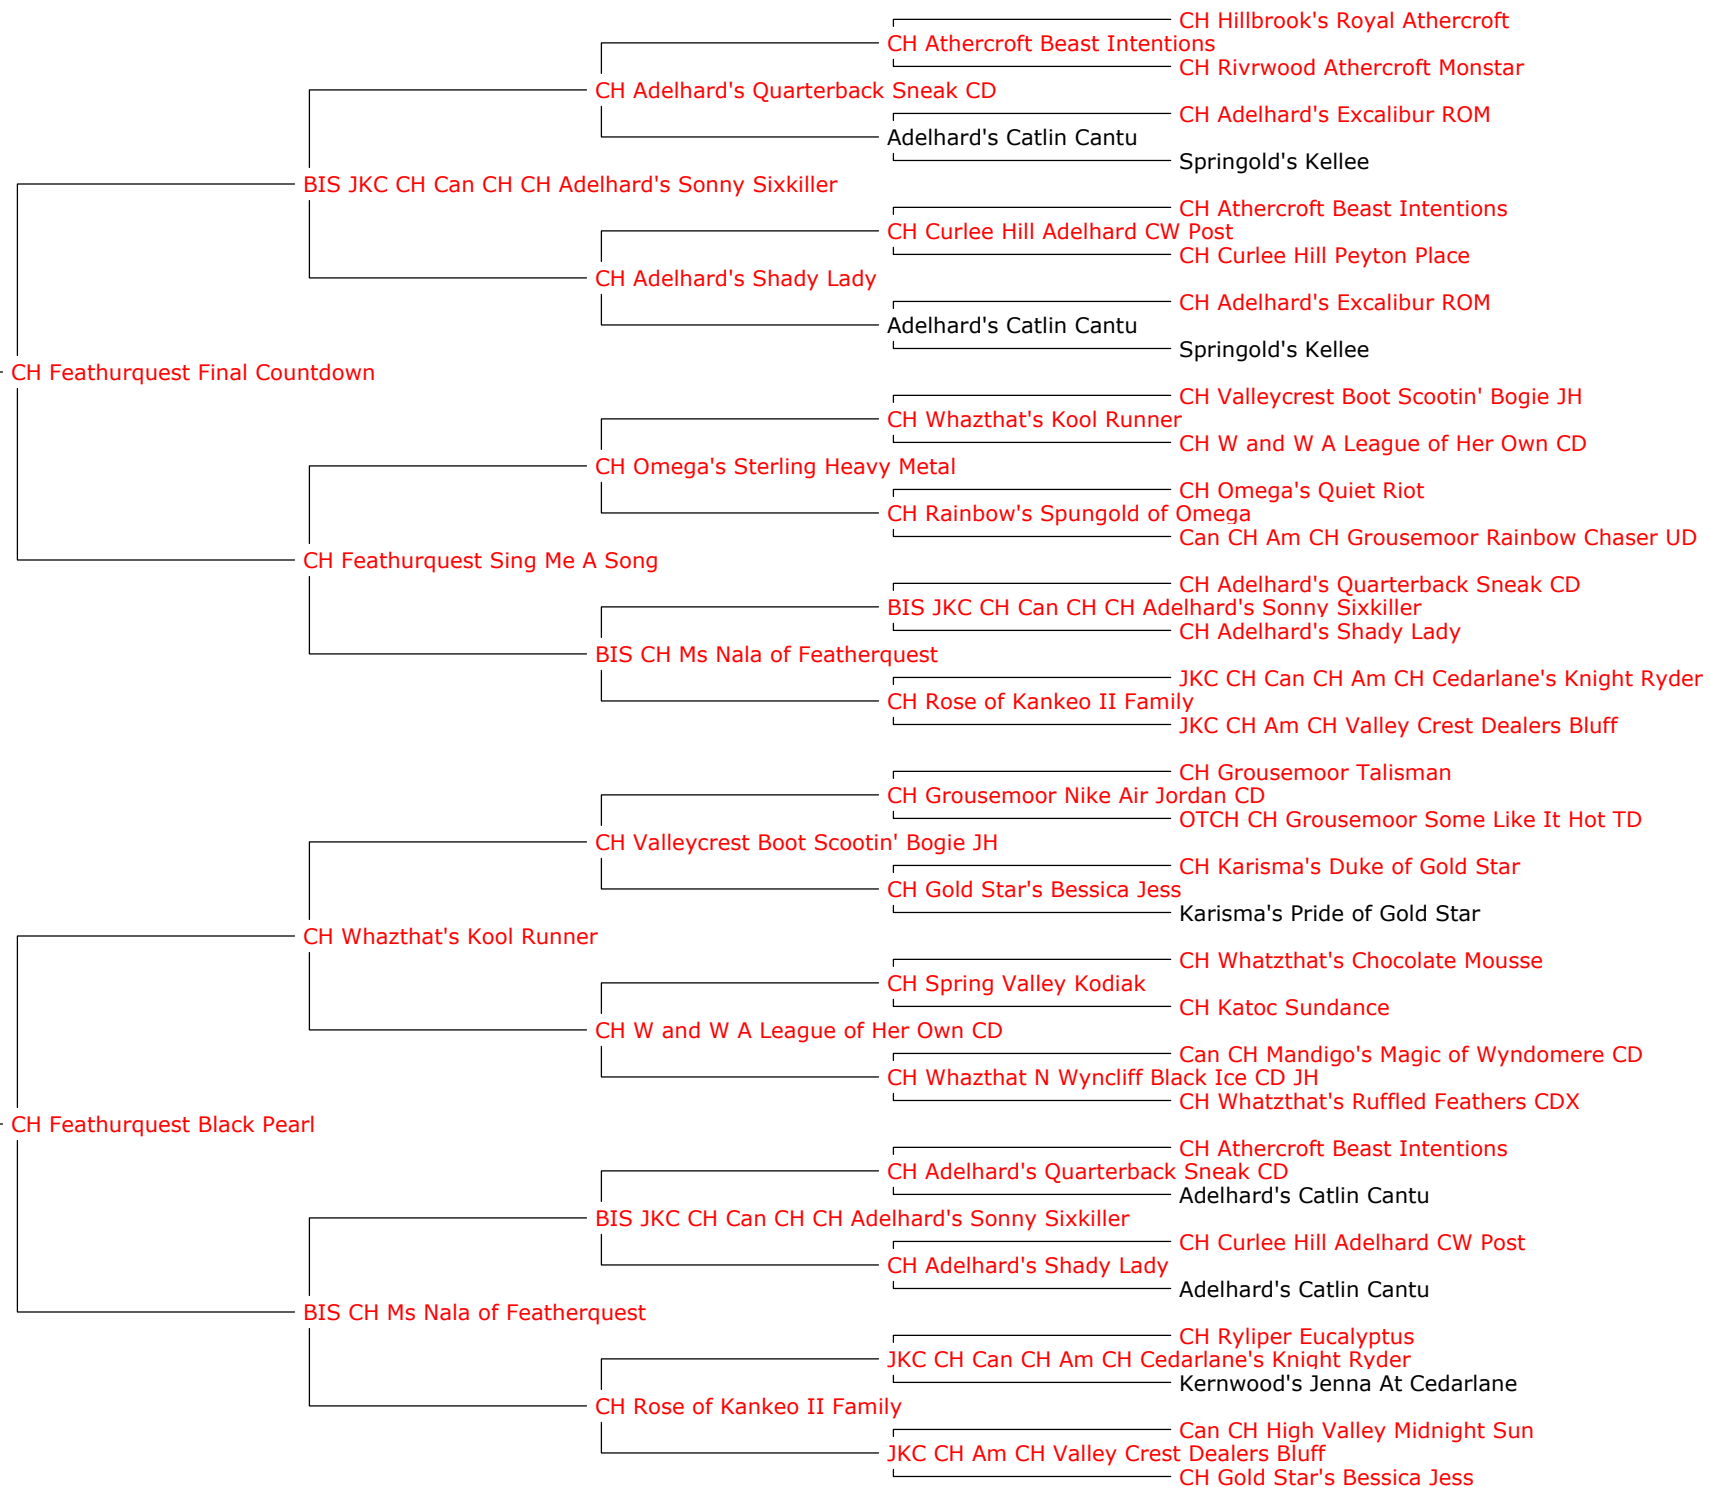 CH Hillbrook's Royal Athercroft
CH Athercroft Beast Intentions
CH Rivrwood Athercroft Monstar
CH Adelhard's Quarterback Sneak CD
CH Adelhard's Excalibur ROM
Adelhard's Catlin Cantu
Springold's Kellee
BIS JKC CH Can CH CH Adelhard's Sonny Sixkiller
CH Athercroft Beast Intentions
CH Curlee Hill Adelhard CW Post
CH Curlee Hill Peyton Place
CH Adelhard's Shady Lady
CH Adelhard's Excalibur ROM
Adelhard's Catlin Cantu
Springold's Kellee
CH Feathurquest Final Countdown
CH Valleycrest Boot Scootin' Bogie JH
CH Whazthat's Kool Runner
CH W and W A League of Her Own CD
CH Omega's Sterling Heavy Metal
CH Omega's Quiet Riot
CH Rainbow's Spungold of Omega
Can CH Am CH Grousemoor Rainbow Chaser UD
CH Feathurquest Sing Me A Song
CH Adelhard's Quarterback Sneak CD
BIS JKC CH Can CH CH Adelhard's Sonny Sixkiller
CH Adelhard's Shady Lady
BIS CH Ms Nala of Featherquest
JKC CH Can CH Am CH Cedarlane's Knight Ryder
CH Rose of Kankeo II Family
JKC CH Am CH Valley Crest Dealers Bluff
CH Grousemoor Talisman
CH Grousemoor Nike Air Jordan CD
OTCH CH Grousemoor Some Like It Hot TD
CH Valleycrest Boot Scootin' Bogie JH
CH Karisma's Duke of Gold Star
CH Gold Star's Bessica Jess
Karisma's Pride of Gold Star
CH Whazthat's Kool Runner
CH Whatzthat's Chocolate Mousse
CH Spring Valley Kodiak
CH Katoc Sundance
CH W and W A League of Her Own CD
Can CH Mandigo's Magic of Wyndomere CD
CH Whazthat N Wyncliff Black Ice CD JH
CH Whatzthat's Ruffled Feathers CDX
CH Feathurquest Black Pearl
CH Athercroft Beast Intentions
CH Adelhard's Quarterback Sneak CD
Adelhard's Catlin Cantu
BIS JKC CH Can CH CH Adelhard's Sonny Sixkiller
CH Curlee Hill Adelhard CW Post
CH Adelhard's Shady Lady
Adelhard's Catlin Cantu
BIS CH Ms Nala of Featherquest
CH Ryliper Eucalyptus
JKC CH Can CH Am CH Cedarlane's Knight Ryder
Kernwood's Jenna At Cedarlane
CH Rose of Kankeo II Family
Can CH High Valley Midnight Sun
JKC CH Am CH Valley Crest Dealers Bluff
CH Gold Star's Bessica Jess